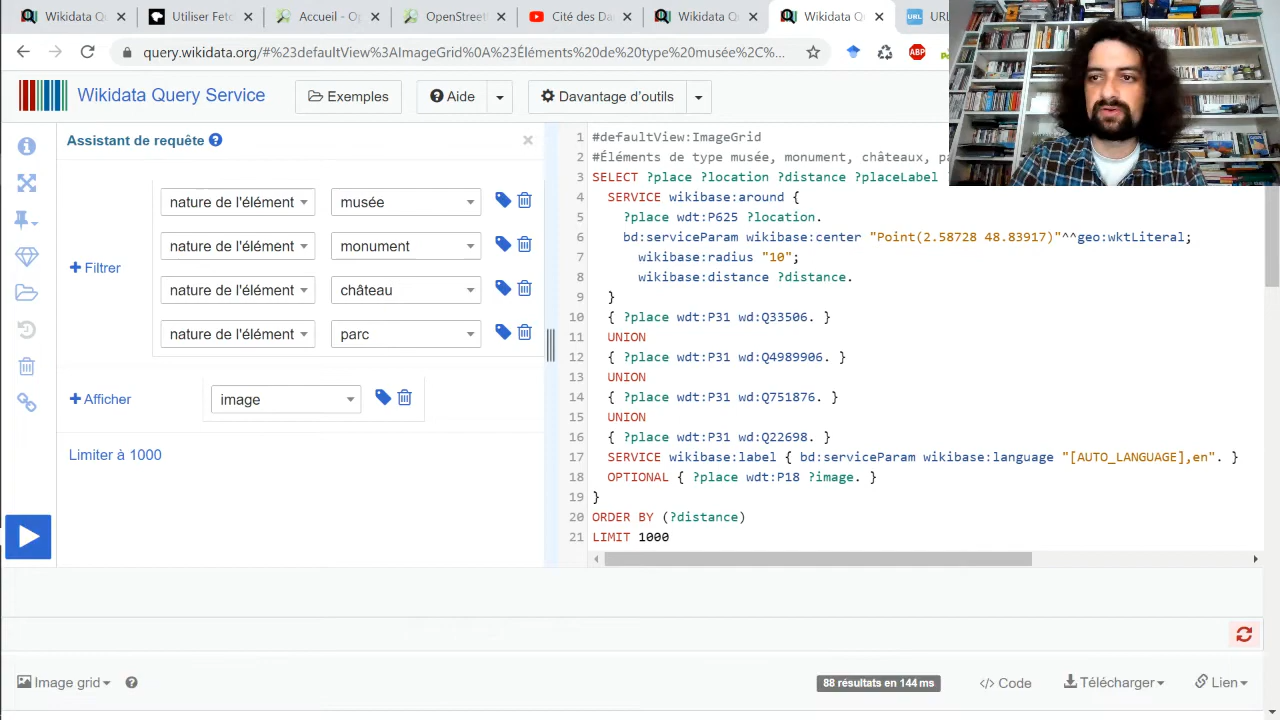 Wikidata Q
Utiliser Fetc
OpenStr
Cité des D
Wikidata Q
Wikidata Q
URL
query.wikidata.org/#%23defaultView%3AImageGrid%0A%23Éléments%20de%20type%20musée%2C%...
ABP
Wikidata Query Service
Exemples
Aide
Davantage d'outils
Assistant de requête
nature de l'élément musée
nature de l'élément monument
Filtrer
nature de l'élément château
nature de l'élément parc
Afficher
image
Limiter à 1000
1 #defaultView:ImageGrid
2 #Éléments de type musée, monument, châteaux, pa
3 SELECT ?place ?location ?distance ?placeLabel
4 SERVICE wikibase:around {
5 ?place wdt:P625 ?location.
6 bd:serviceParam wikibase:center "Point(2.58728 48.83917)"^^geo:wktLiteral;
7 wikibase:radius "10";
8 wikibase:distance ?distance.
9 }
10 { ?place wdt:P31 wd:Q33506. }
11 UNION
12 { ?place wdt:P31 wd:Q4989906. }
13 UNION
14 { ?place wdt:P31 wd:Q751876. }
15 UNION
16 { ?place wdt:P31 wd:Q22698. }
17 SERVICE wikibase:label { bd:serviceParam wikibase:language "[AUTO_LANGUAGE],en". }
18 OPTIONAL { ?place wdt:P18 ?image. }
19 }
20 ORDER BY (?distance)
21 LIMIT 1000
Image grid
88 résultats en 144 ms
</> Code
Télécharger
Lien